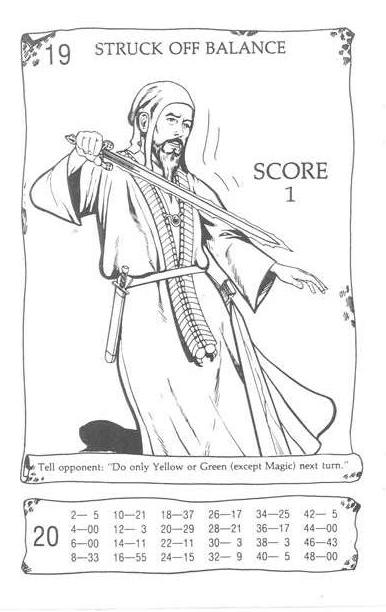 19 STRUCK OFF BALANCE
SCORE
1
Tell opponent: "Do only Yellow or Green (except Magic) next turn."
20
2— 5 10—21 18—37 26—17 34—25 42— 5
4—00 12— 3 20—29 28—21 36—17 44—00
6—00 14—11 22—11 30— 3 38— 3 46—43
8—33 16—55 24—15 32— 9 40— 5 48—00